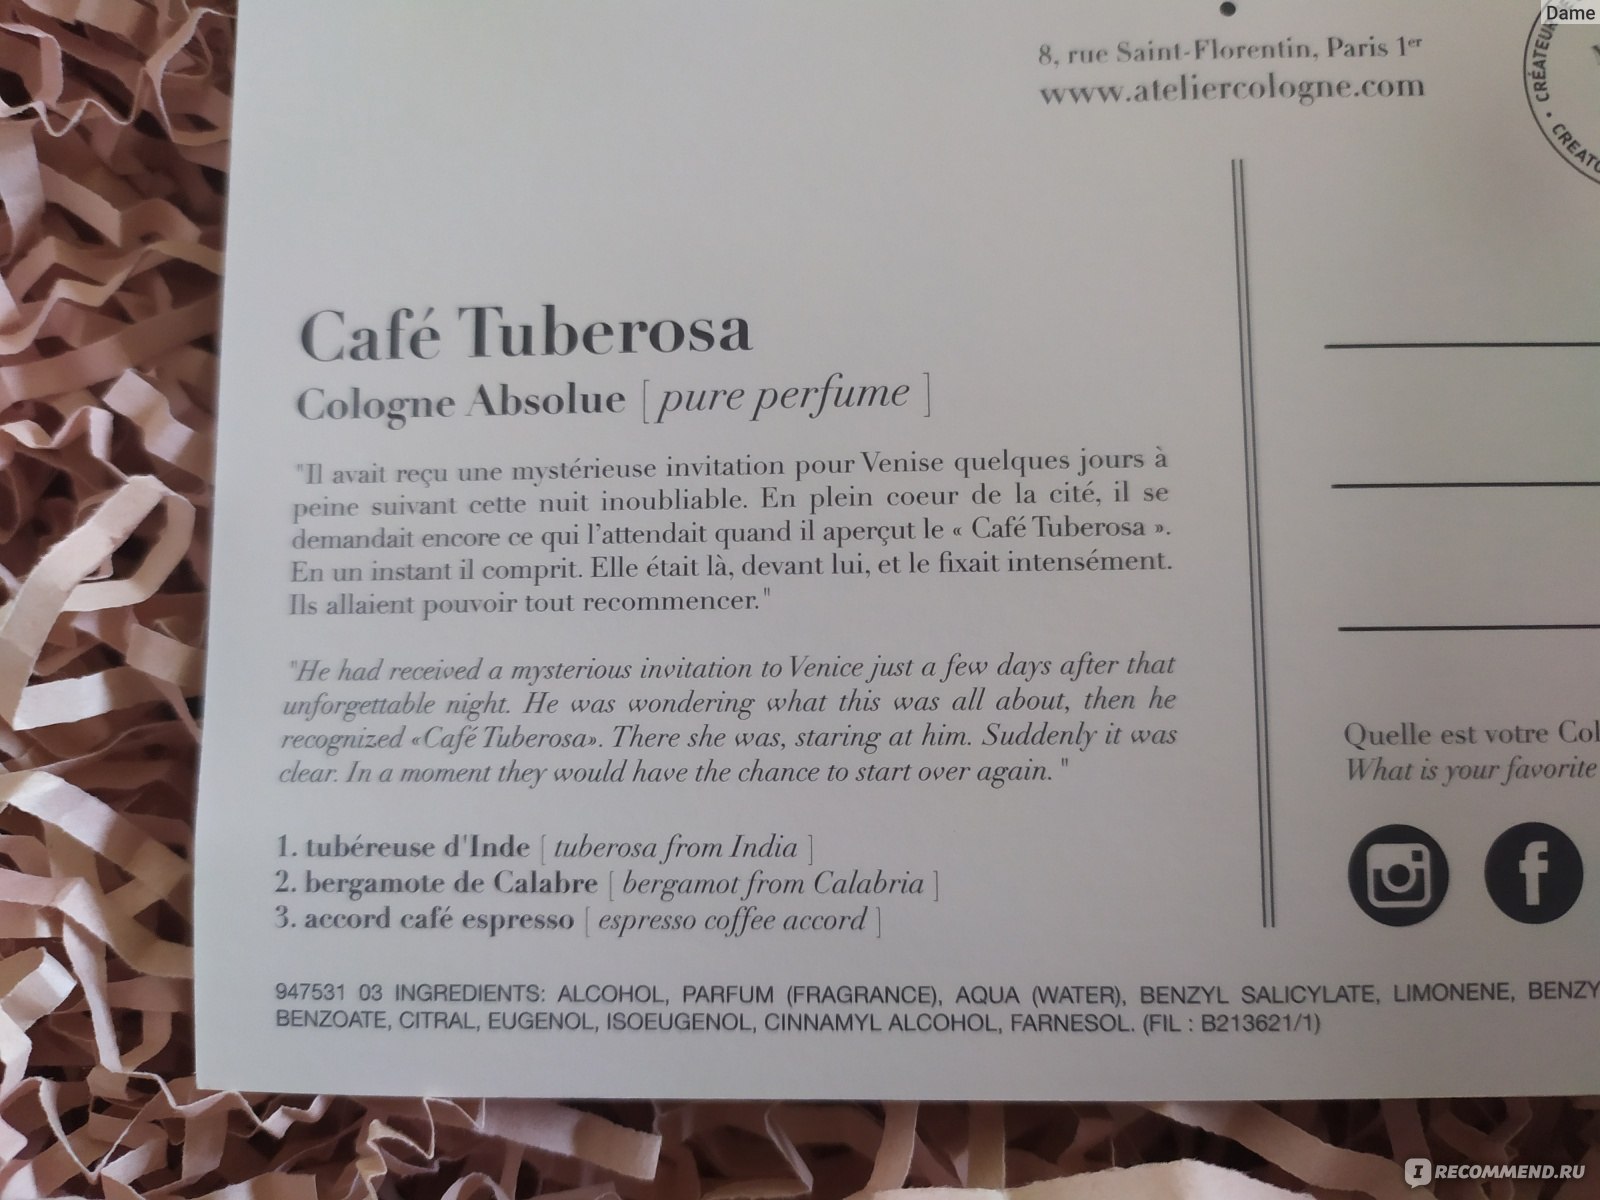 Dame
8, rue Saint-Florentin, Paris 1er
www.ateliercologne.com
CRÉATEUR
• CREATO
Café Tuberosa
Cologne Absolue [ pure perfume ]
"Il avait reçu une mystérieuse invitation pour Venise quelques jours à
peine suivant cette nuit inoubliable. En plein coeur de la cité, il se
demandait encore ce qui l'attendait quand il aperçut le « Café Tuberosa ».
En un instant il comprit. Elle était là, devant lui, et le fixait intensément.
Ils allaient pouvoir tout recommencer."
"He had received a mysterious invitation to Venice just a few days after that
unforgettable night. He was wondering what this was all about, then he
recognized «Café Tuberosa». There she was, staring at him. Suddenly it was
clear. In a moment they would have the chance to start over again. "
1. tubéreuse d'Inde [ tuberosa from India ]
2. bergamote de Calabre [ bergamot from Calabria ]
3. accord café espresso [ espresso coffee accord ]
947531 03 INGREDIENTS: ALCOHOL, PARFUM (FRAGRANCE), AQUA (WATER), BENZYL SALICYLATE, LIMONENE, BENZY
BENZOATE, CITRAL, EUGENOL, ISOEUGENOL, CINNAMYL ALCOHOL, FARNESOL. (FIL : B213621/1)
Quelle est votre Col
What is your favorite
IRECOMMEND.RU